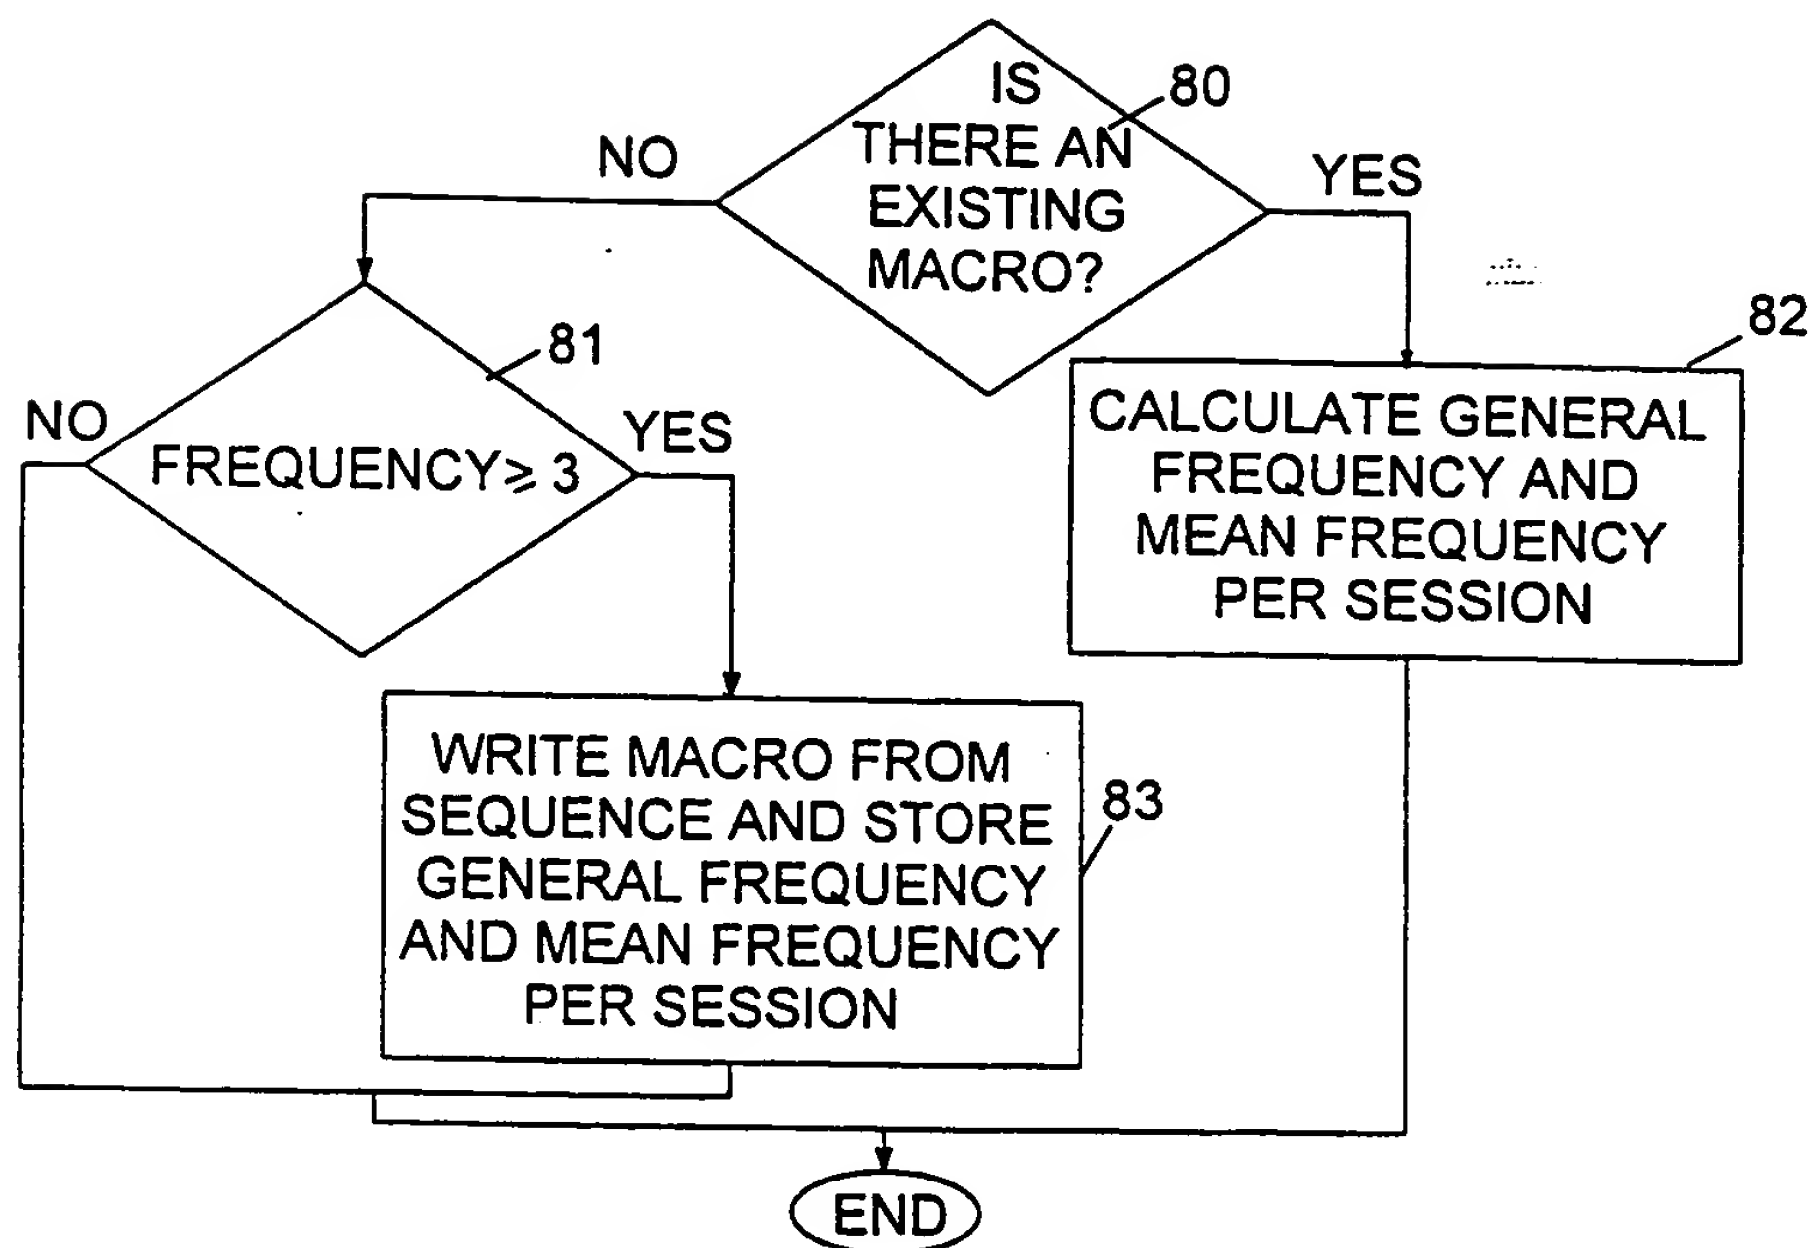 IS
THERE AN
EXISTING
MACRO?
80
NO
YES
81
FREQUENCY ≥ 3
NO
YES
82
CALCULATE GENERAL
FREQUENCY AND
MEAN FREQUENCY
PER SESSION
WRITE MACRO FROM
SEQUENCE AND STORE
GENERAL FREQUENCY
AND MEAN FREQUENCY
PER SESSION
83
END